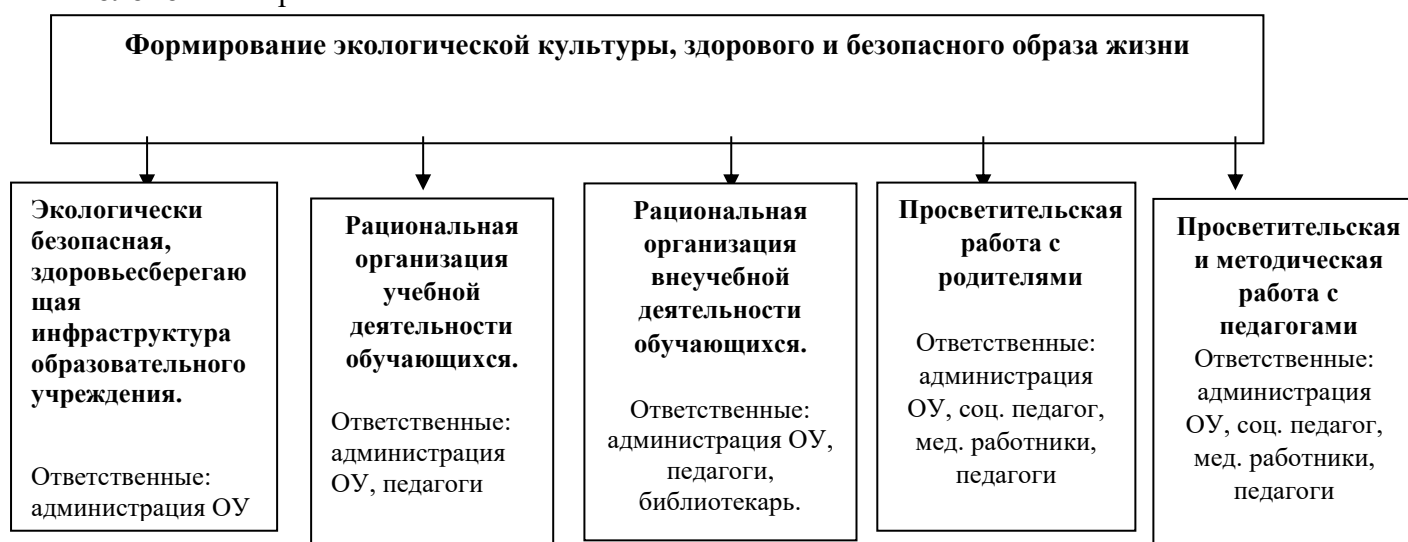 Формирование экологической культуры, здорового и безопасного образа жизни
Экологически
безопасная,
здоровьесберегаю
щая
инфраструктура
образовательного
учреждения.
Ответственные:
администрация ОУ
Рациональная
организация
учебной
деятельности
обучающихся.
Ответственные:
администрация
ОУ, педагоги
Рациональная
организация
внеучебной
деятельности
обучающихся.
Ответственные:
администрация ОУ,
педагоги,
библиотекарь.
Просветительская
работа с
родителями
Ответственные:
администрация
ОУ, соц. педагог,
мед. работники,
педагоги
Просветительская
и методическая
работа с
педагогами
Ответственные:
администрация
ОУ, соц. педагог,
мед. работники,
педагоги